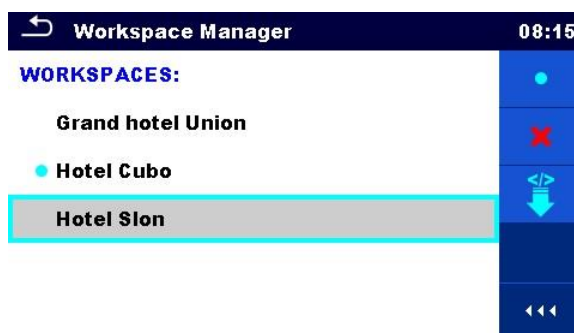 Workspace Manager 08:15
WORKSPACES:
Grand hotel Union
Hotel Cubo
Hotel Slon